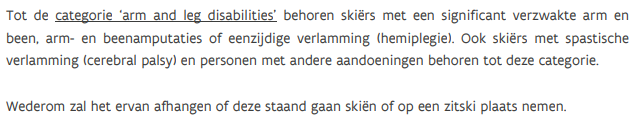 Tot de categorie 'arm and leg disabilities' behoren skiërs met een significant verzwakte arm en
been, arm- en beenamputaties of eenzijdige verlamming (hemiplegie). Ook skiërs met spastische
verlamming (cerebral palsy) en personen met andere aandoeningen behoren tot deze categorie.
Wederom zal het ervan afhangen of deze staand gaan skiën of op een zitski plaats nemen.